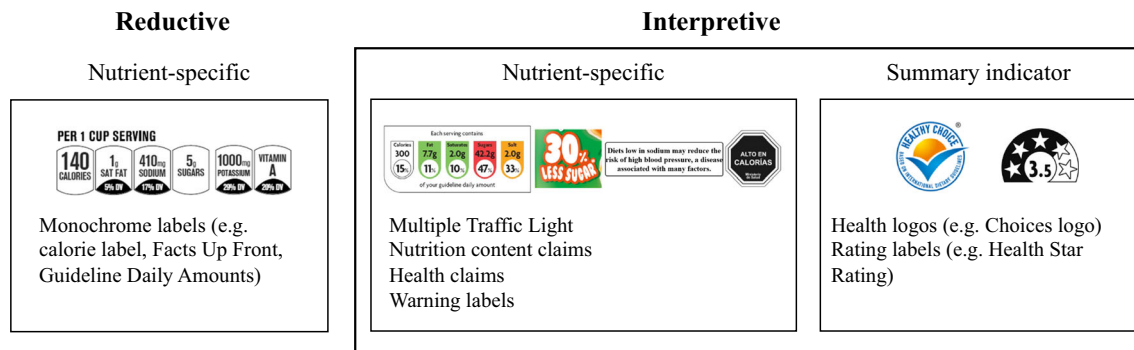 Reductive
Interpretive
Nutrient-specific
Nutrient-specific
Summary indicator
PER 1 CUP SERVING
140
CALORIES
1g
SAT FAT
5% DV
410mg
SODIUM
17% DV
5g
SUGARS
1000mg
POTASSIUM
29% DV
VITAMIN
A
20% DV
Monochrome labels (e.g.
calorie label, Facts Up Front,
Guideline Daily Amounts)
Each serving contains
Calories
300
15%
Fat
7.7g
11%
Saturates
2.0g
10%
Sugars
42.2g
47%
Salt
2.0g
33%
of your guideline daily amount
30%
LESS SUGAR
Diets low in sodium may reduce the
risk of high blood pressure, a disease
associated with many factors.
ALTO EN
CALORÍAS
Ministerio
de Salud
Multiple Traffic Light
Nutrition content claims
Health claims
Warning labels
HEALTHY CHOICE
®
INTERNATIONAL DIETARY GUIDELINES
3.5
Health logos (e.g. Choices logo)
Rating labels (e.g. Health Star
Rating)